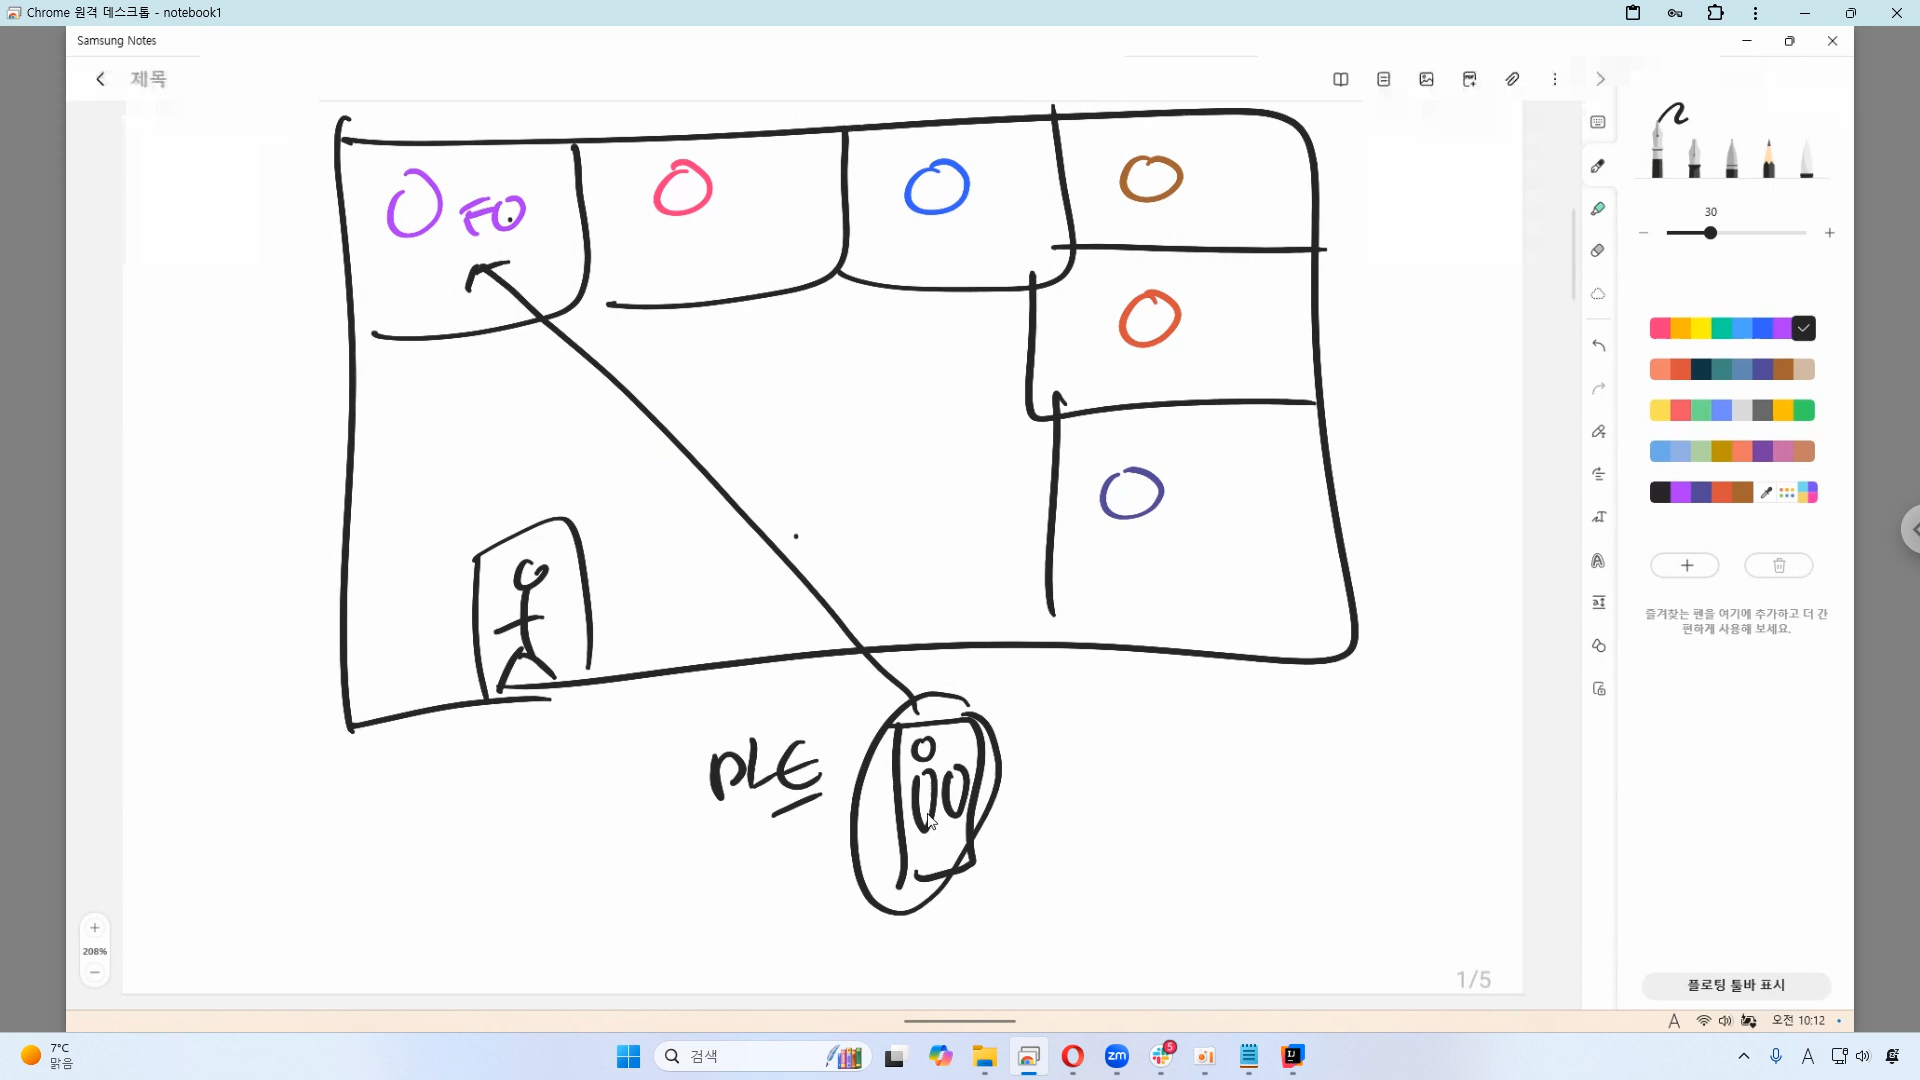 Chrome 원격 데스크톱 - notebook1
Samsung Notes
제목
FO
30
PLE
즐겨찾는 펜을 여기에 추가하고 더 간
편하게 사용해 보세요.
208%
1/5
플로팅 툴바 표시
A
오전 10:12
7°C
맑음
검색
zm
5
A